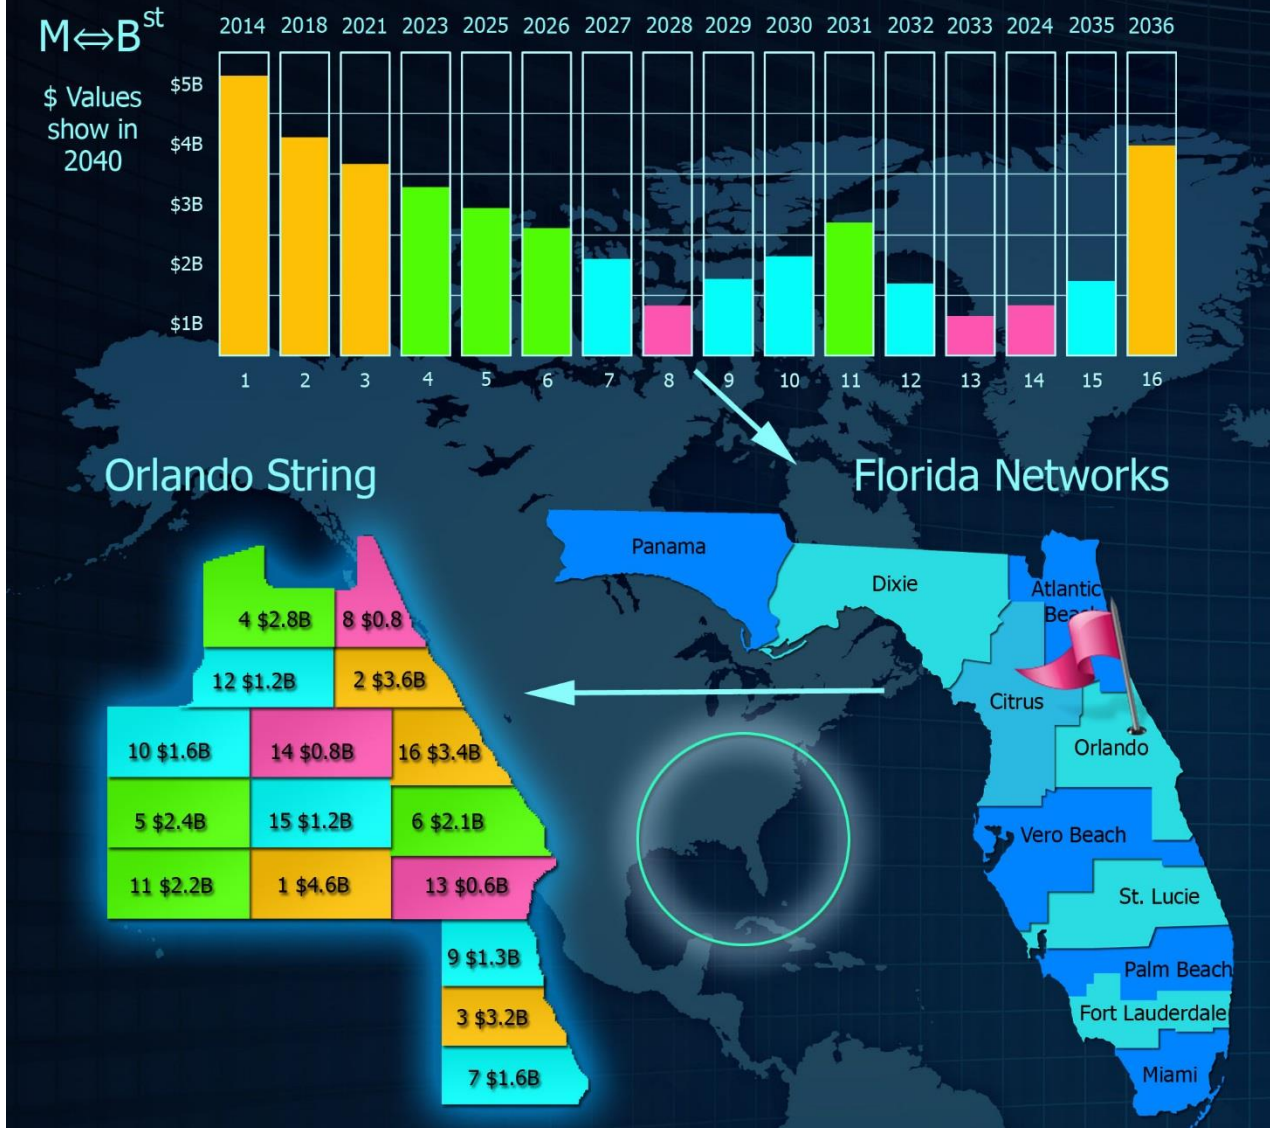 M⇔Bst
$ Values
show in
2040
2014 2018 2021 2023 2025 2026 2027 2028 2029 2030 2031 2032 2033 2024 2035 2036
$5B
$4B
$3B
$2B
$1B
1 2 3 4 5 6 7 8 9 10 11 12 13 14 15 16
Orlando String
Florida Networks
4 $2.8B 8 $0.8
12 $1.2B 2 $3.6B
10 $1.6B 14 $0.8B 16 $3.4B
5 $2.4B 15 $1.2B 6 $2.1B
11 $2.2B 1 $4.6B 13 $0.6B
9 $1.3B
3 $3.2B
7 $1.6B
Panama
Dixie
Atlantic
Citrus
Orlando
Vero Beach
St. Lucie
Palm Beach
Fort Lauderdale
Miami